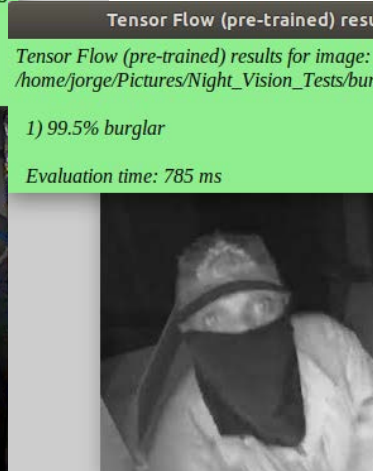 Tensor Flow (pre-trained) resu
Tensor Flow (pre-trained) results for image:
/home/jorge/Pictures/Night_Vision_Tests/bur
1) 99.5% burglar
Evaluation time: 785 ms